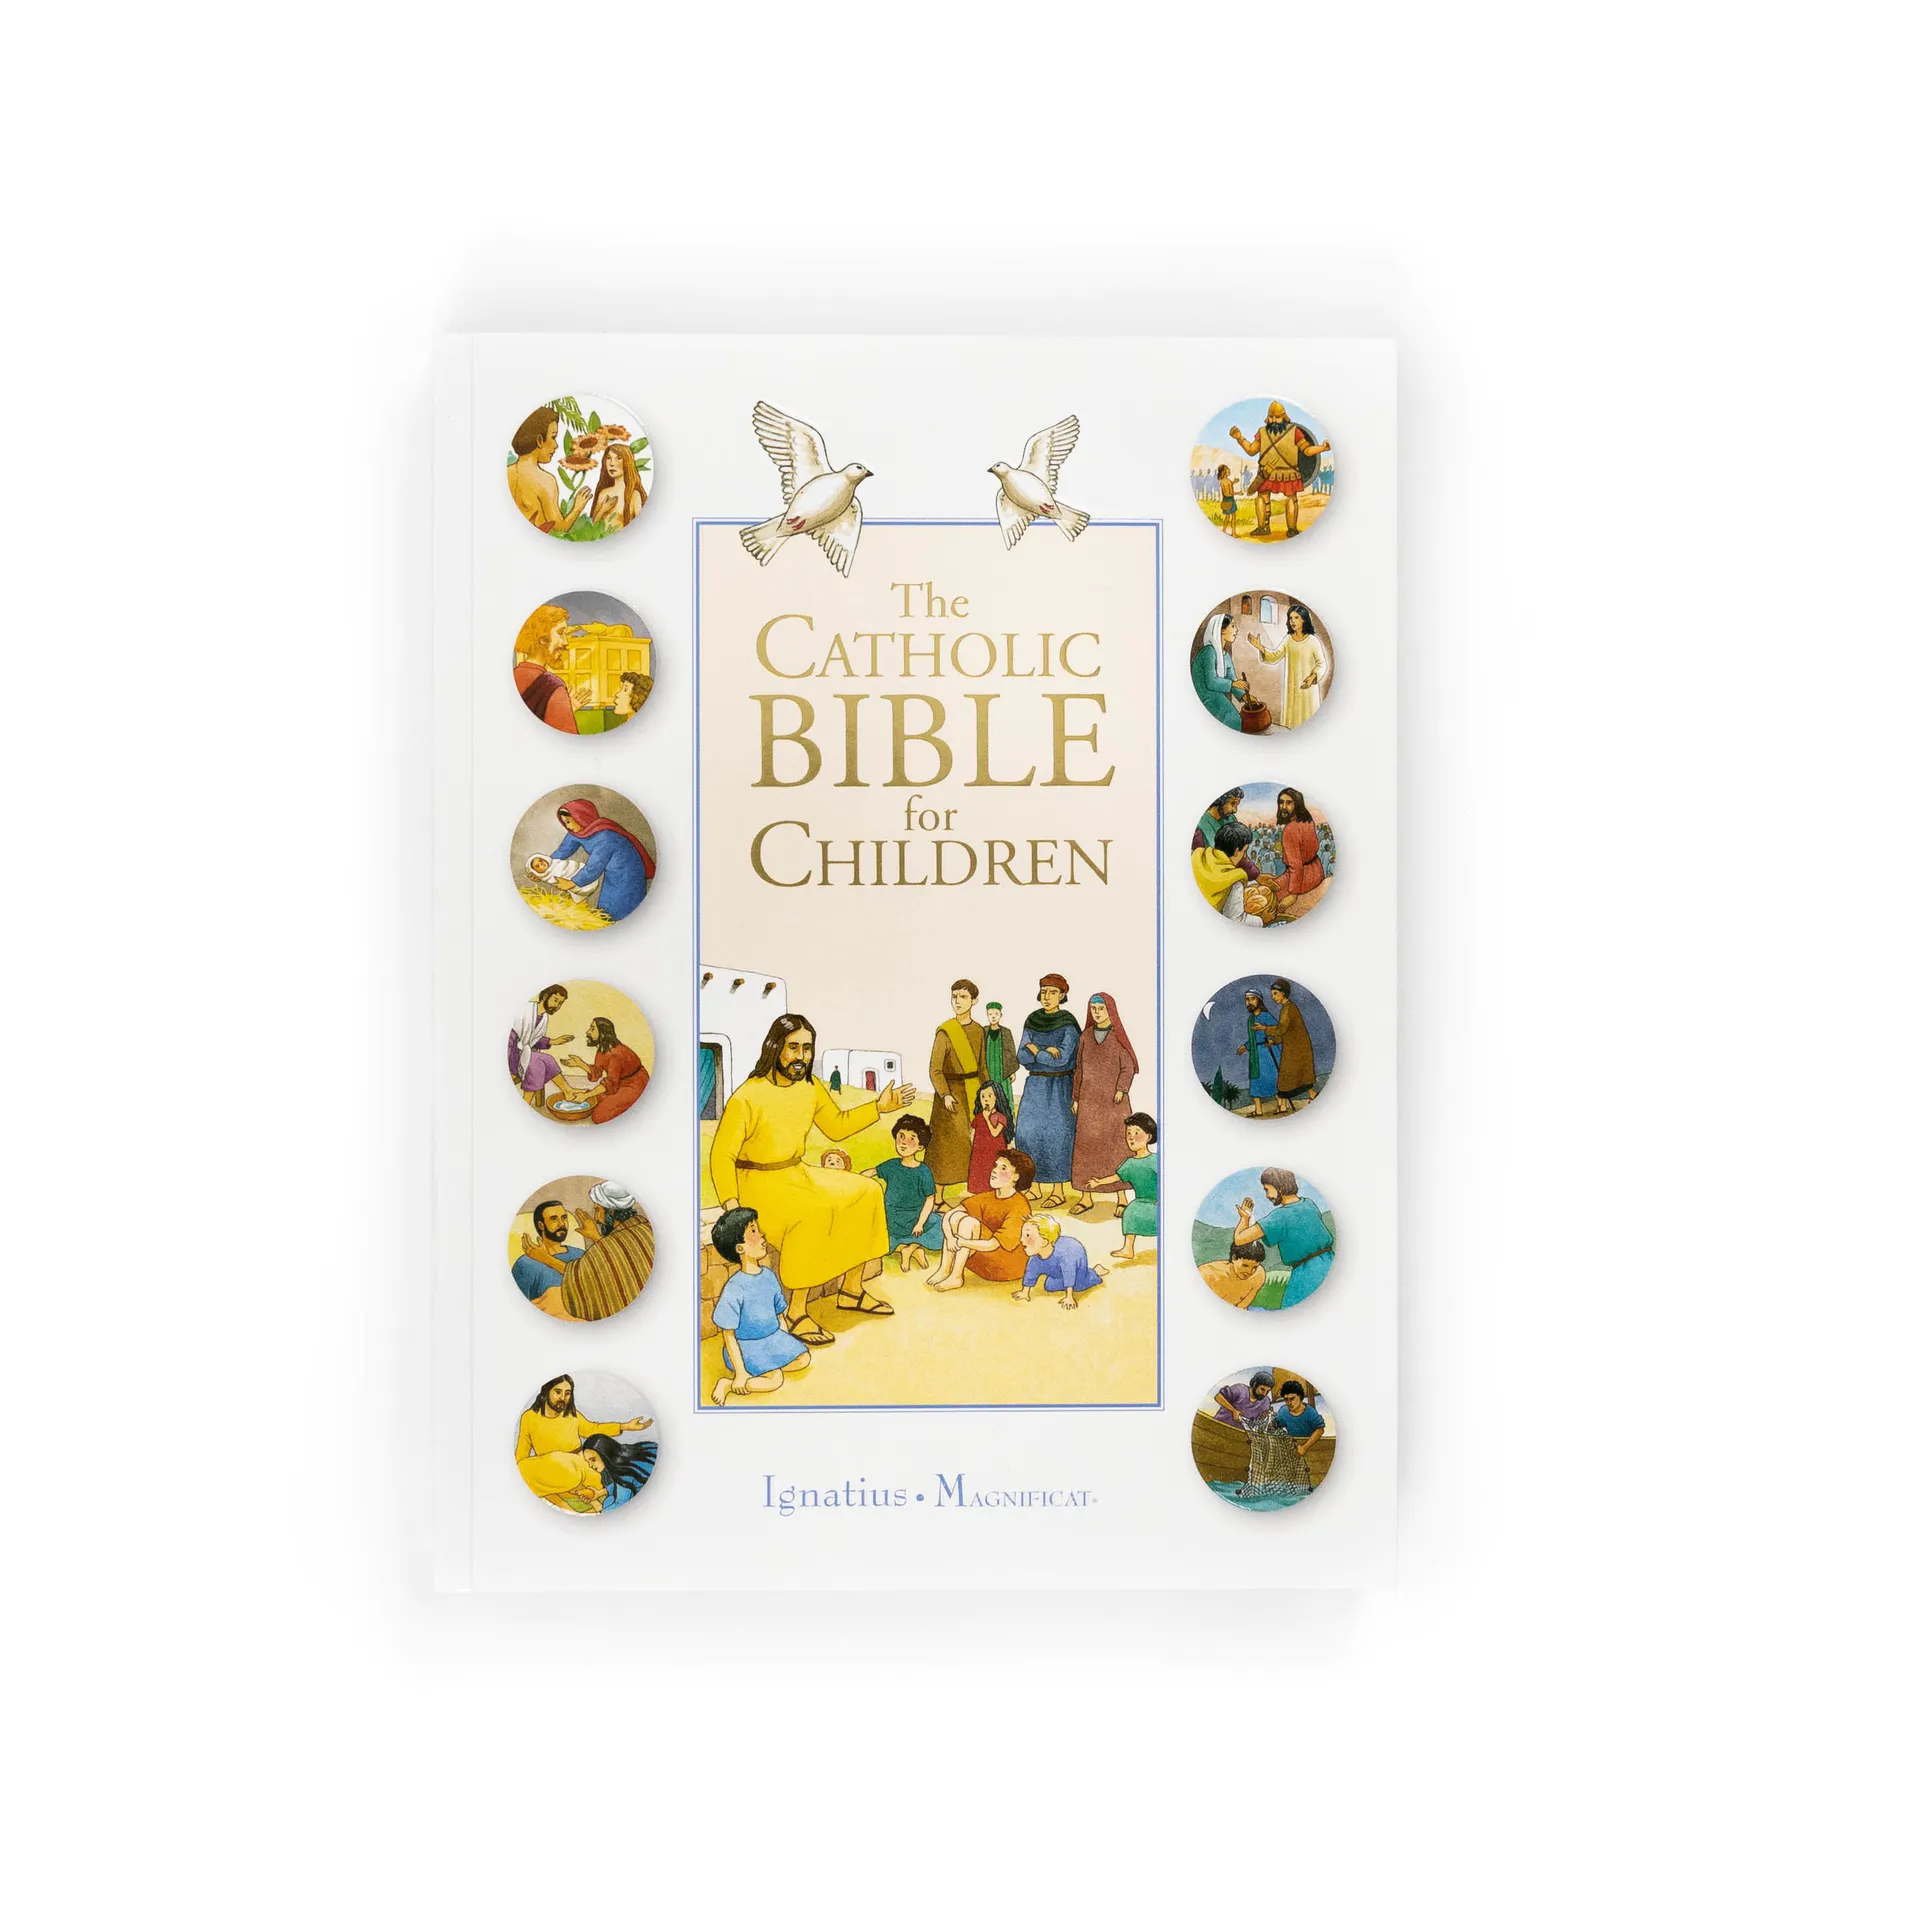 The
CATHOLIC
BIBLE
for
CHILDREN
Ignatius • MAGNIFICAT®